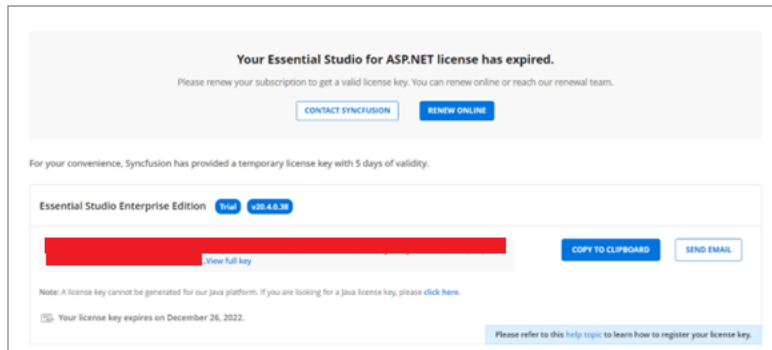 Your Essential Studio for ASP.NET license has expired.
Please renew your subscription to get a valid license key. You can renew online or reach our renewal team.
CONTACT SYNCFUSION RENEW ONLINE
For your convenience, Syncfusion has provided a temporary license key with 5 days of validity.
Essential Studio Enterprise Edition Trial v20.4.0.38
..View full key
COPY TO CLIPBOARD SEND EMAIL
Note: A license key cannot be generated for our Java platform. If you are looking for a Java license key, please click here.
Your license key expires on December 26, 2022.
Please refer to this help topic to learn how to register your license key.